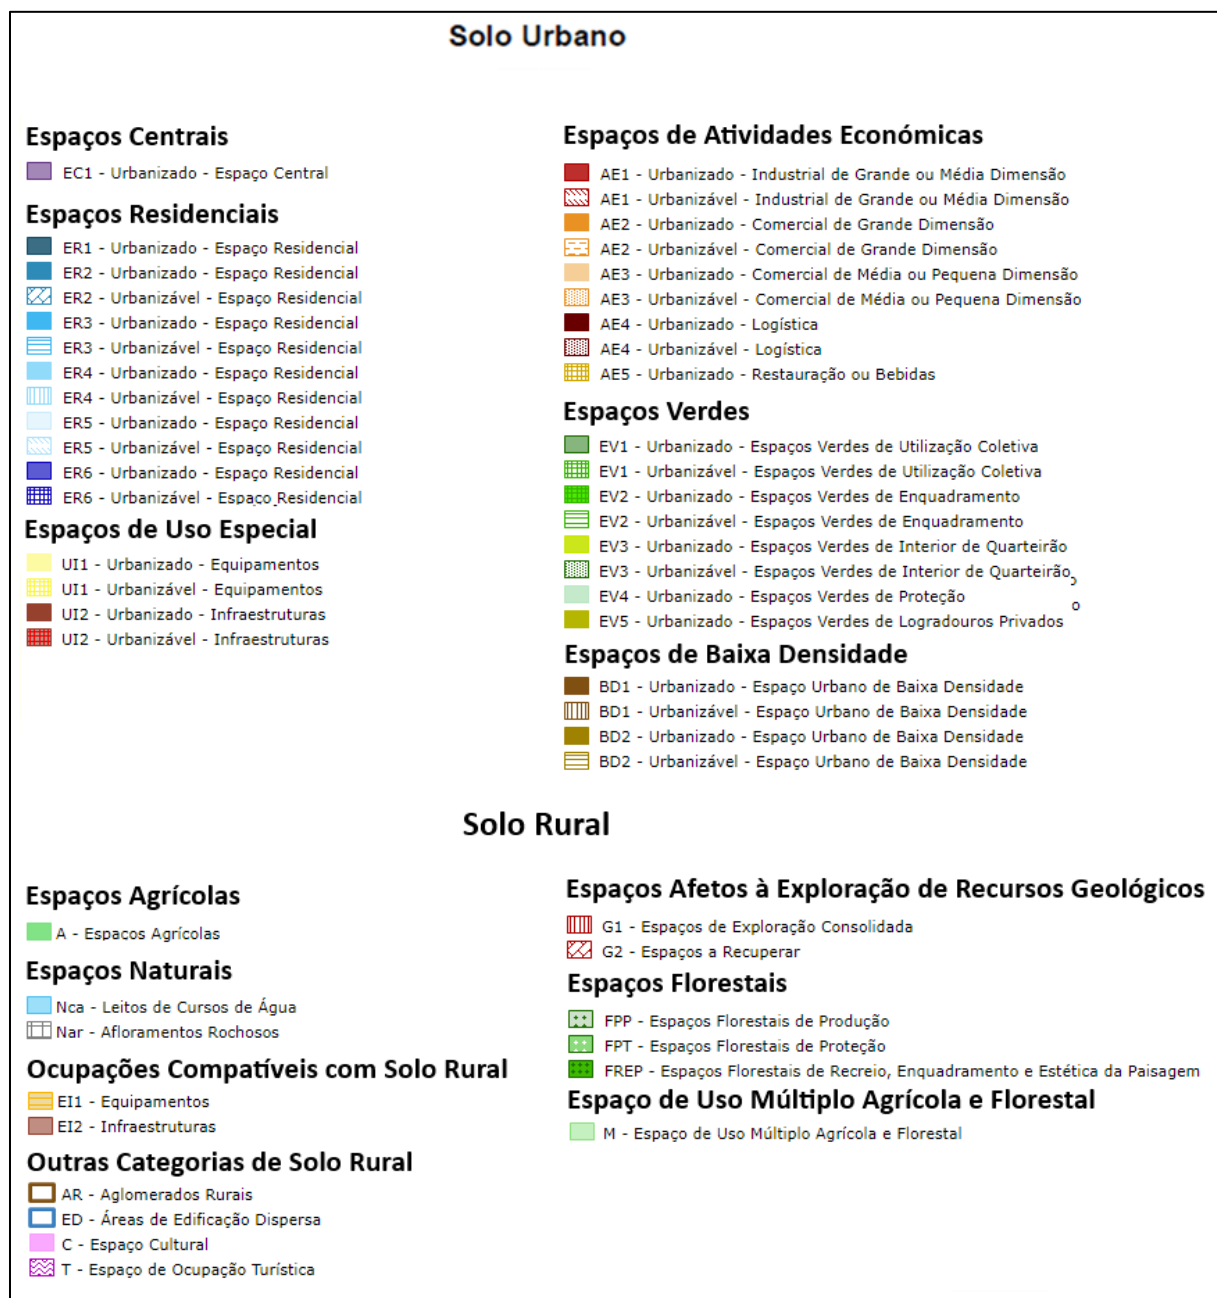 Solo Urbano
Espaços Centrais
EC1 - Urbanizado - Espaço Central
Espaços Residenciais
ER1 - Urbanizado - Espaço Residencial
ER2 - Urbanizado - Espaço Residencial
ER2 - Urbanizável - Espaço Residencial
ER3 - Urbanizado - Espaço Residencial
ER3 - Urbanizável - Espaço Residencial
ER4 - Urbanizado - Espaço Residencial
ER4 - Urbanizável - Espaço Residencial
ER5 - Urbanizado - Espaço Residencial
ER5 - Urbanizável - Espaço Residencial
ER6 - Urbanizado - Espaço Residencial
ER6 - Urbanizável - Espaço Residencial
Espaços de Uso Especial
UI1 - Urbanizado - Equipamentos
UI1 - Urbanizável - Equipamentos
UI2 - Urbanizado - Infraestruturas
UI2 - Urbanizável - Infraestruturas
Espaços de Atividades Económicas
AE1 - Urbanizado - Industrial de Grande ou Média Dimensão
AE1 - Urbanizável - Industrial de Grande ou Média Dimensão
AE2 - Urbanizado - Comercial de Grande Dimensão
AE2 - Urbanizável - Comercial de Grande Dimensão
AE3 - Urbanizado - Comercial de Média ou Pequena Dimensão
AE3 - Urbanizável - Comercial de Média ou Pequena Dimensão
AE4 - Urbanizado - Logística
AE4 - Urbanizável - Logística
AE5 - Urbanizado - Restauração ou Bebidas
Espaços Verdes
EV1 - Urbanizado - Espaços Verdes de Utilização Coletiva
EV1 - Urbanizável - Espaços Verdes de Utilização Coletiva
EV2 - Urbanizado - Espaços Verdes de Enquadramento
EV2 - Urbanizável - Espaços Verdes de Enquadramento
EV3 - Urbanizado - Espaços Verdes de Interior de Quarteirão
EV3 - Urbanizável - Espaços Verdes de Interior de Quarteirão
EV4 - Urbanizado - Espaços Verdes de Proteção
o
EV5 - Urbanizado - Espaços Verdes de Logradouros Privados
Espaços de Baixa Densidade
BD1 - Urbanizado - Espaço Urbano de Baixa Densidade
BD1 - Urbanizável - Espaço Urbano de Baixa Densidade
BD2 - Urbanizado - Espaço Urbano de Baixa Densidade
BD2 - Urbanizável - Espaço Urbano de Baixa Densidade
Solo Rural
Espaços Agrícolas
A - Espacos Agrícolas
Espaços Naturais
Nca - Leitos de Cursos de Água
Nar - Afloramentos Rochosos
Ocupações Compatíveis com Solo Rural
EI1 - Equipamentos
EI2 - Infraestruturas
Outras Categorias de Solo Rural
AR - Aglomerados Rurais
ED - Áreas de Edificação Dispersa
C - Espaço Cultural
T - Espaço de Ocupação Turística
Espaços Afetos à Exploração de Recursos Geológicos
G1 - Espaços de Exploração Consolidada
G2 - Espaços a Recuperar
Espaços Florestais
FPP - Espaços Florestais de Produção
FPT - Espaços Florestais de Proteção
FREP - Espaços Florestais de Recreio, Enquadramento e Estética da Paisagem
Espaço de Uso Múltiplo Agrícola e Florestal
M - Espaço de Uso Múltiplo Agrícola e Florestal